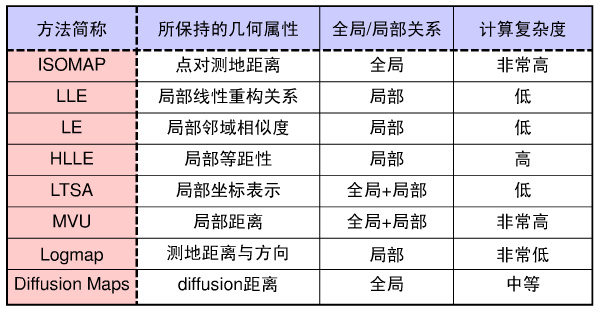 方法简称 所保持的几何属性 全局/局部关系 计算复杂度
ISOMAP 点对测地距离 全局 非常高
LLE 局部线性重构关系 局部 低
LE 局部邻域相似度 局部 低
HLLE 局部等距性 局部 高
LTSA 局部坐标表示 全局+局部 低
MVU 局部距离 全局+局部 非常高
Logmap 测地距离与方向 局部 非常低
Diffusion Maps diffusion距离 全局 中等